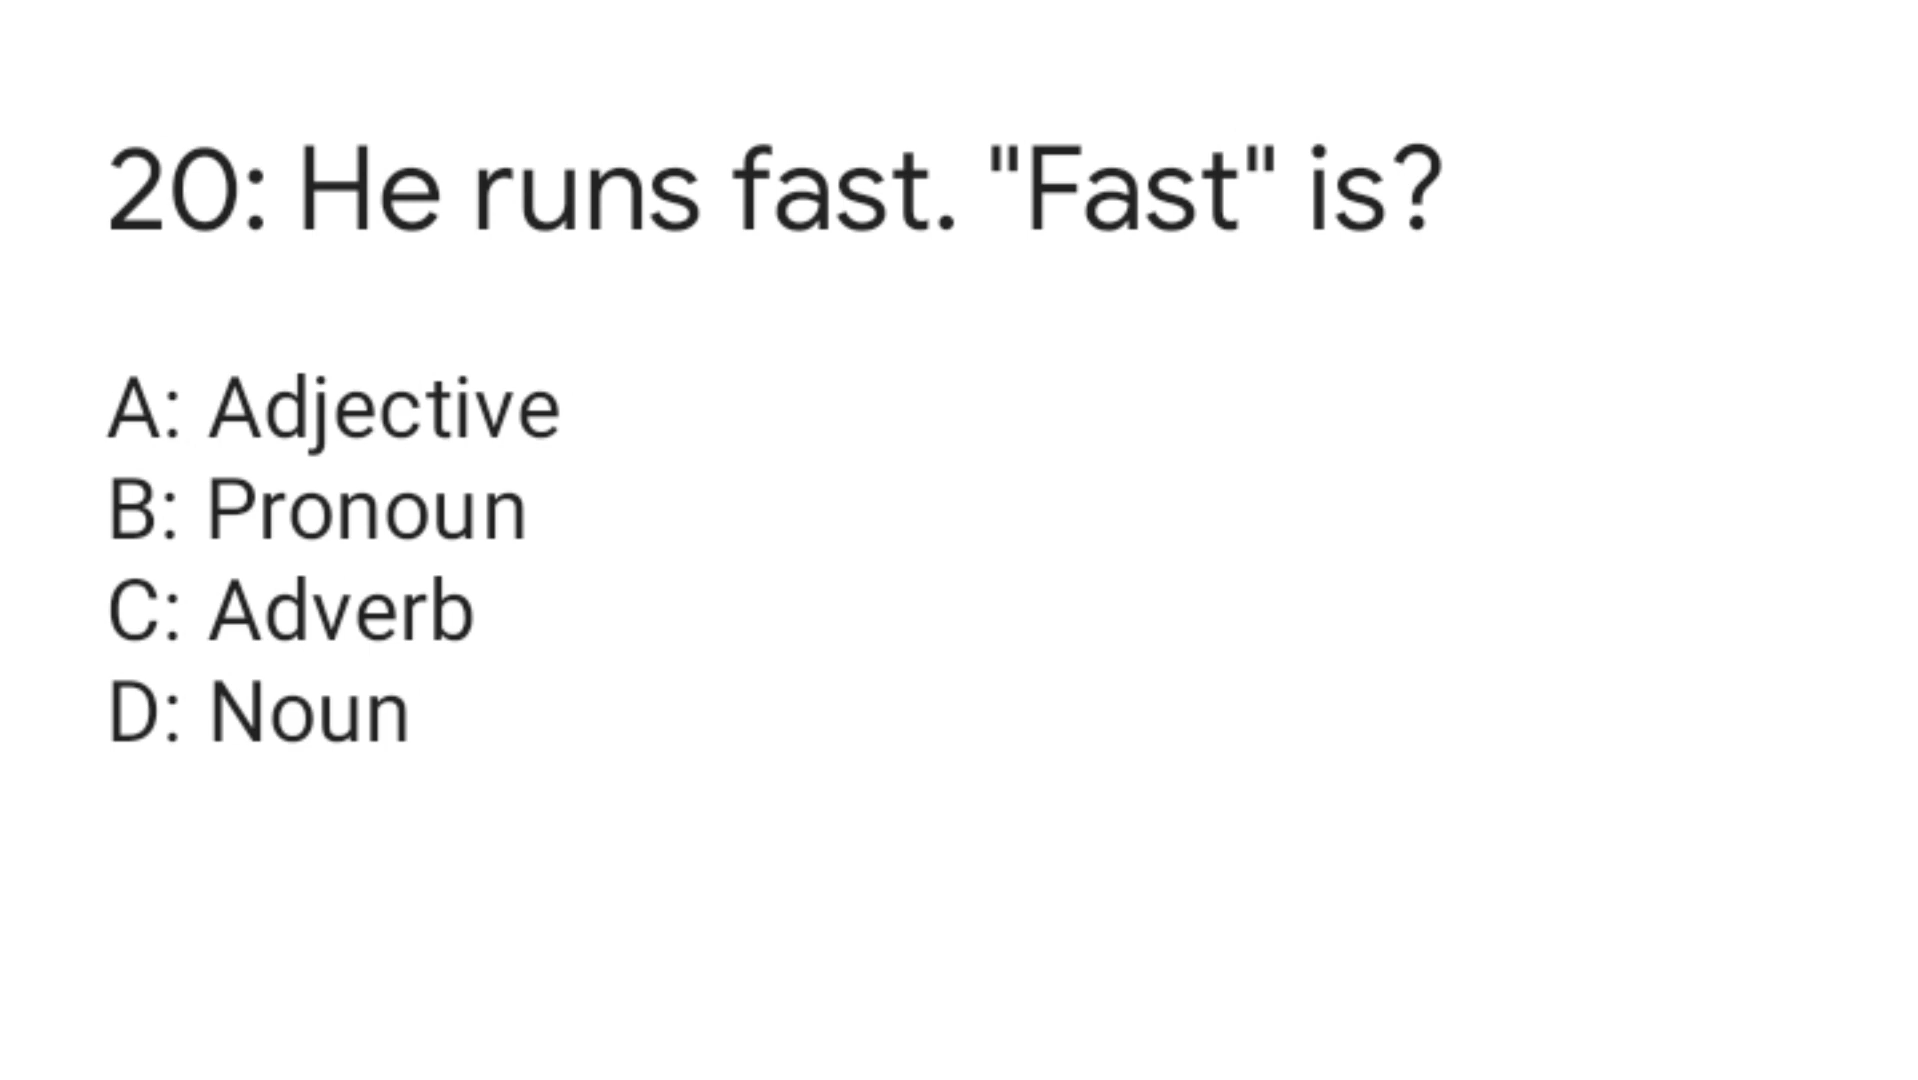 20: He runs fast. "Fast" is?
A: Adjective
B: Pronoun
C: Adverb
D: Noun